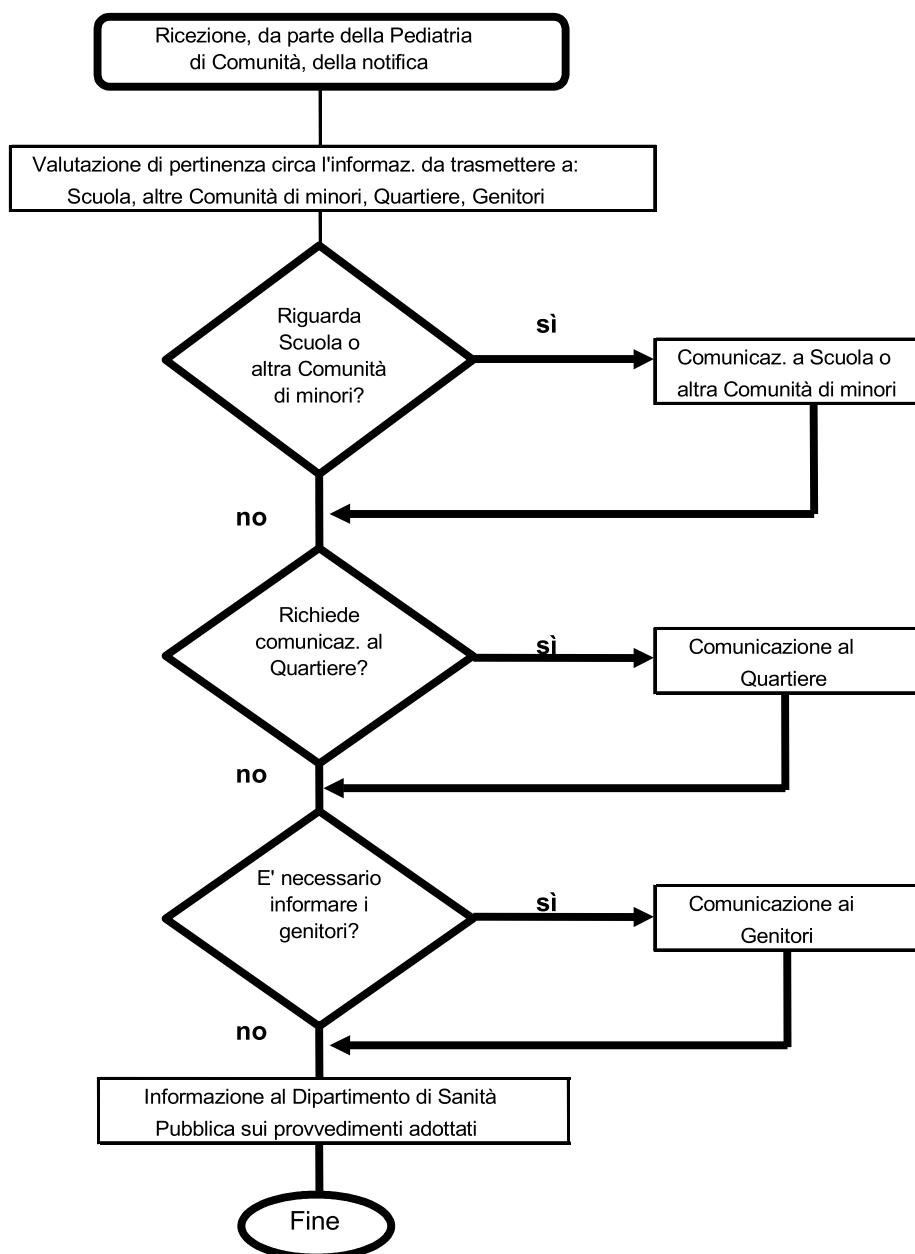 Ricezione, da parte della Pediatria
di Comunità, della notifica
Valutazione di pertinenza circa l'informaz. da trasmettere a:
Scuola, altre Comunità di minori, Quartiere, Genitori
Riguarda
Scuola o
altra Comunità
di minori?
sì
Comunicaz. a Scuola o
altra Comunità di minori
no
Richiede
comunicaz. al
Quartiere?
sì
Comunicazione al
Quartiere
no
E' necessario
informare i
genitori?
sì
Comunicazione ai
Genitori
no
Informazione al Dipartimento di Sanità
Pubblica sui provvedimenti adottati
Fine